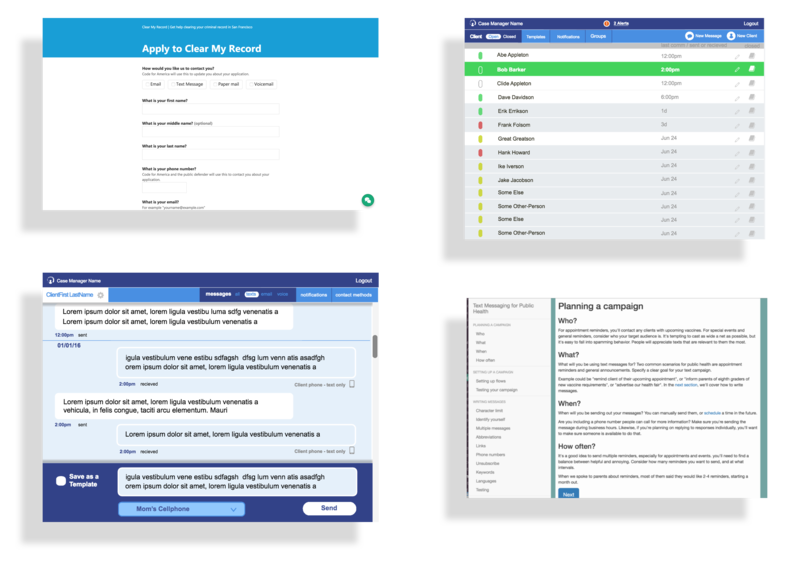 Clear My Record | We help clearing your criminal record in San Francisco
Apply to Clear My Record
How would you like us to contact you?
Code for America will use this to update you about your application.
Email Text Message Paper mail Voicemail
What is your first name?
What is your middle name? (optional)
What is your last name?
What is your phone number?
Code for America and the public defender will use this to contact you about your
application.
What is your email?
For example "yourname@example.com"
Case Manager Name 2 Alerts Logout
Client Open Closed Templates Notifications Groups New Message New Client
Abe Appleton 12:00pm
Bob Barker 2:00pm
Clida Appleton 12:00pm
Dave Davidson 6:00pm
Erik Errikson 1d
Frank Folsom 3d
Great Greatson Jun 24
Hank Howard Jun 24
Ike Iverson Jun 24
Jake Jacobson Jun 24
Some Else Jun 24
Some Other-Person Jun 24
Some Else Jun 24
Some Other-Person Jun 24
Case Manager Name Logout
ClientFirst LastName messages all texts email voice notifications contact methods
Lorem ipsum dolor sit amet, lorem ligula vestibu luma sdfg venenatis a
Lorem ipsum dolor sit amet, lorem ligula vestibulum venenatis a
12:00pm sent
01/01/16
igula vestibulum vene estibu sdfagsh dfsg lum venn atis asadfgh
orem ipsum dolor sit amet, lorem ligula vestibulum venenatis a
2:00pm recieved Client phone - text only
Lorem ipsum dolor sit amet, lorem ligula vestibulum venenatis a
vehicula, in felis congue, taciti arcu elementum. Mauri
2:00pm sent
Lorem ipsum dolor sit amet, lorem ligula vestibulum venenatis a
2:00pm recieved Client phone - text only
Save as a
Template
igula vestibulum vene estibu sdfagsh dfsg lum venn atis asadfgh
orem ipsum dolor sit amet, lorem ligula vestibulum venenatis a
Mom's Cellphone Send
Text Messaging for Public
Health
PLANNING A CAMPAIGN
Who
What
When
How often
SETTING UP A CAMPAIGN
Setting up flows
Testing your campaign
WRITING MESSAGES
Character limit
Identify yourself
Multiple messages
Abbreviations
Links
Phone numbers
Unsubscribe
Keywords
Languages
Testing
Planning a campaign
Who?
For appointment reminders, you'll contact any clients with upcoming vaccines. For special events and
general reminders, consider who your target audience is. It's tempting to cast as wide a net as possible, but
it's easy to fall into spamming behavior. People will appreciate texts that are relevant to them the most.
What?
What will you be using text messages for? Two common scenarios for public health are appointment
reminders and general announcements. Specify a clear goal for your text campaign.
Example could be "remind client of their upcoming appointment", or "inform parents of eighth graders of
new vaccine requirements", or "advertise our health fair". In the next section, we'll cover how to write
messages.
When?
When will you be sending out your messages? You can manually send them, or schedule a time in the future.
Are you including a phone number people can call for more information? Make sure you're sending the
message during business hours. Likewise, if you're planning on replying to responses individually, you'll want
to make sure someone is available to do that.
How often?
It's a good idea to send multiple reminders, especially for appointments and events. you'll need to find a
balance between helpful and annoying. Consider how many reminders you want to send, and at what
intervals.
When we spoke to parents about reminders, most of them said they would like 2-4 reminders, starting a
month out.
Next